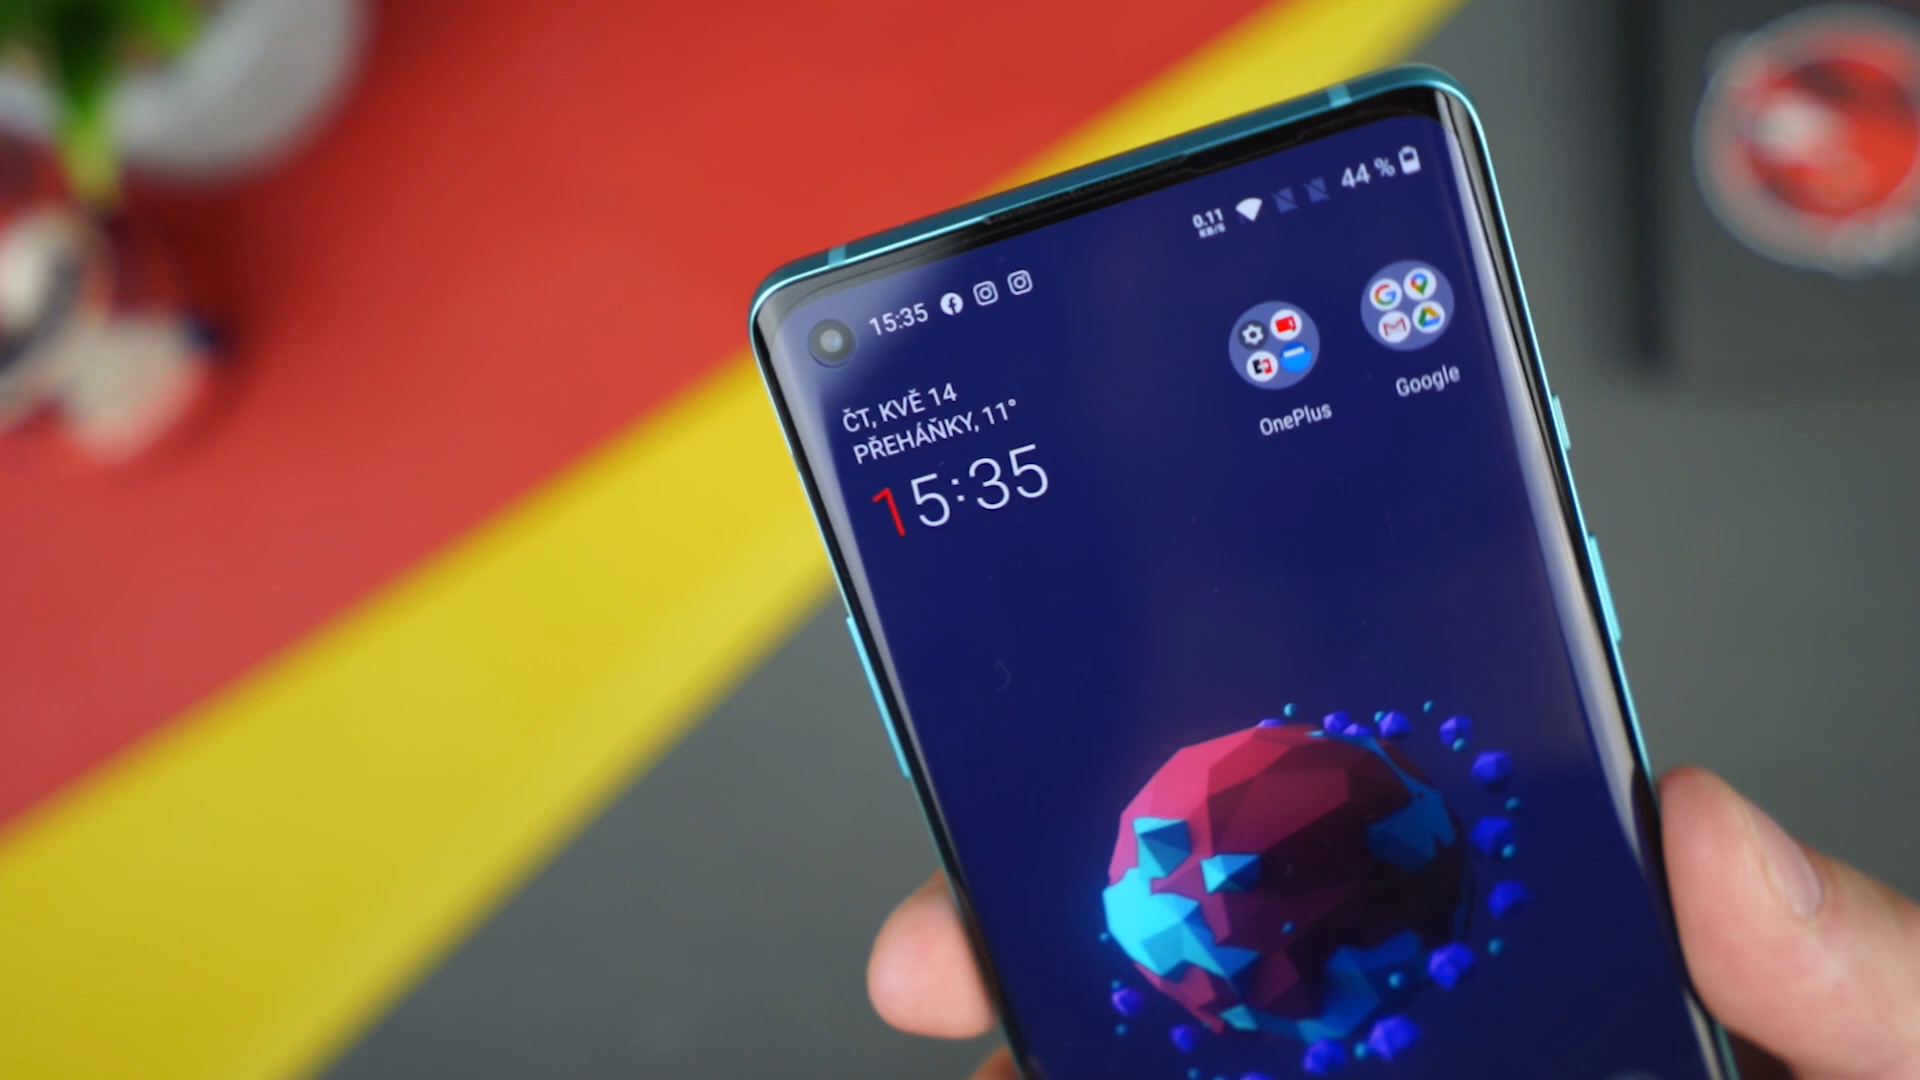 15:35
0.11
KB/S
44 %
ČT, KVĚ 14
PŘEHÁŇKY, 11°
15:35
OnePlus
Google